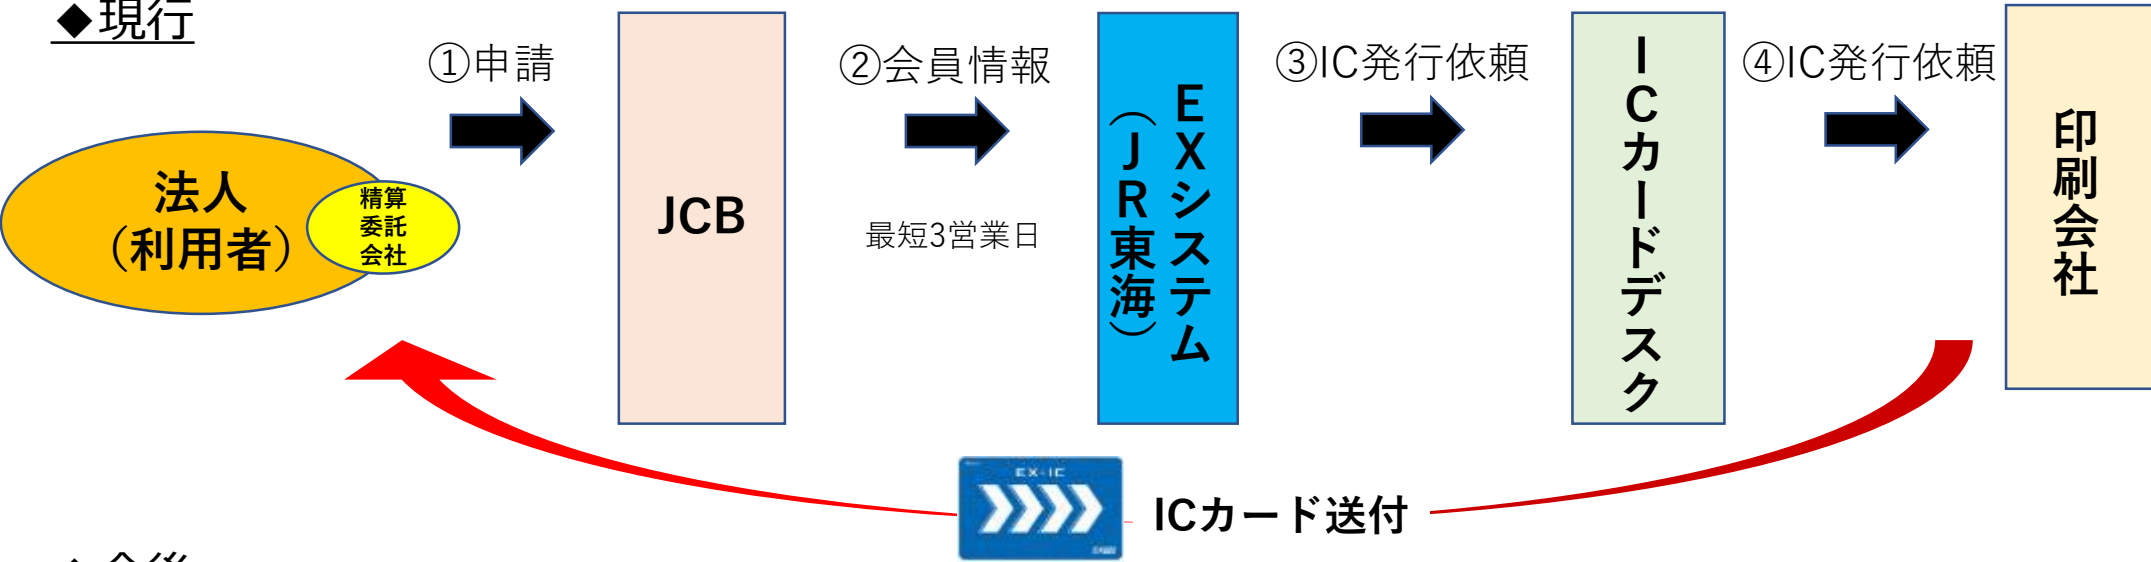 ◆現行
①申請
②会員情報
③IC発行依頼
④IC発行依頼
法人
（利用者）
精算
委託
会社
JCB
最短3営業日
EXシステム
（JR東海）
ICカードデスク
印刷会社
EX-IC
ICカード送付